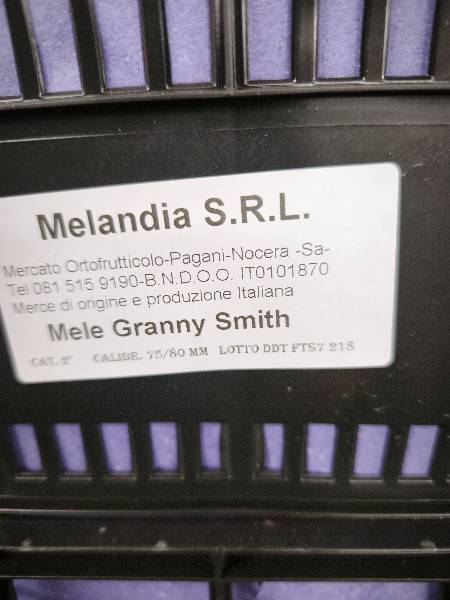 Melandia S.R.L.
Mercato Ortofrutticolo-Pagani-Nocera -Sa-
Tel 081 515 9190-B.N.D.O.O. IT0101870
Merce di origine e produzione Italiana
Mele Granny Smith
CAT. 2° CALIBR. 75/80 MM LOTTO DDT FTS7 218